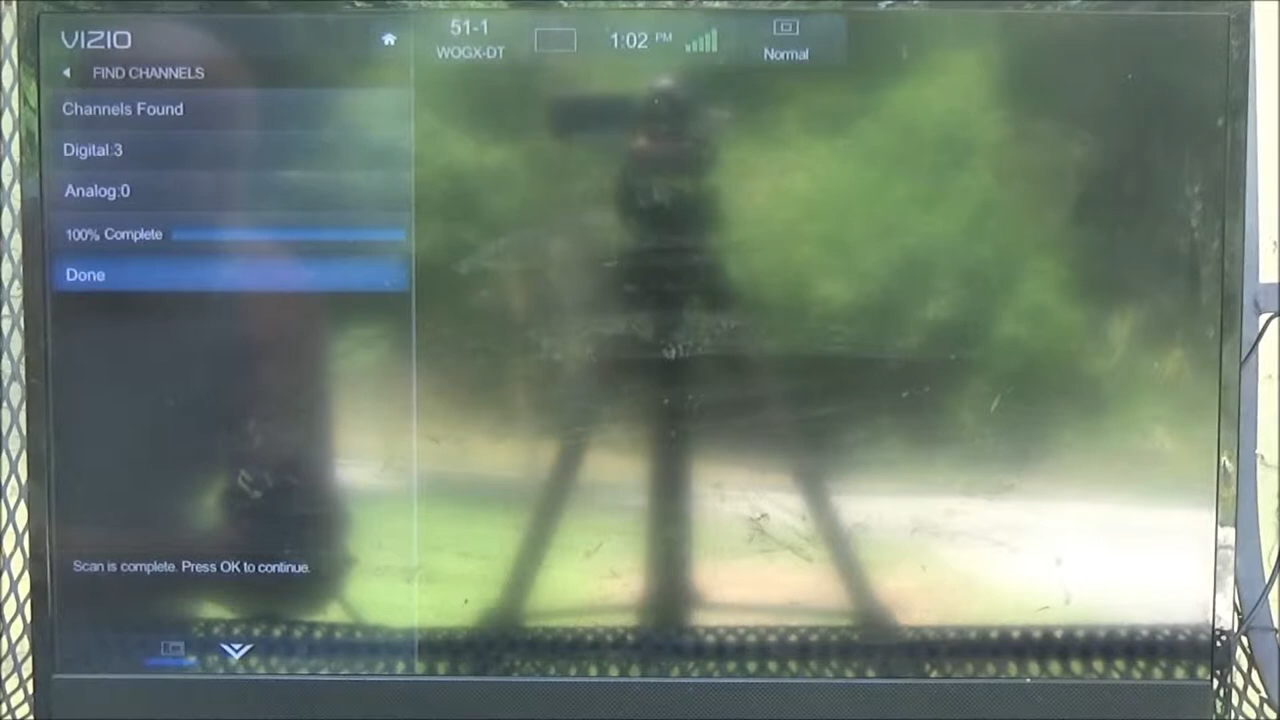 VIZIO
FIND CHANNELS
Channels Found
Digital:3
Analog:0
100% Complete
Done
Scan is complete. Press OK to continue.
51-1
WOGX-DT
1:02 PM
Normal